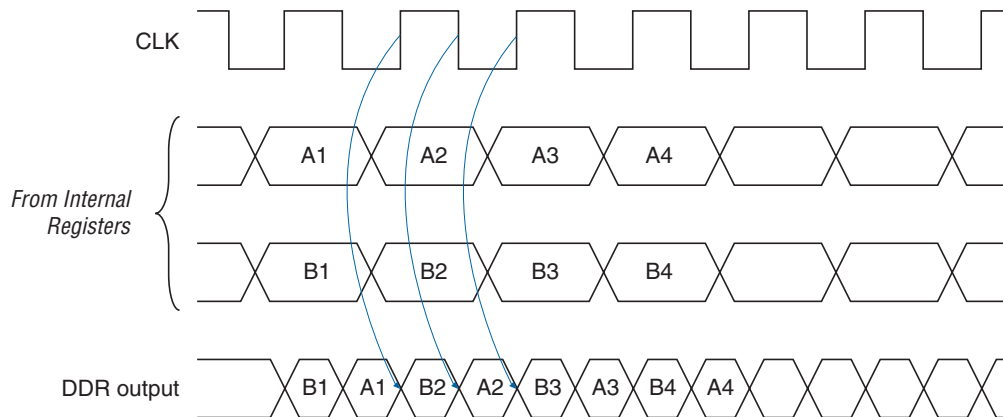 CLK
A1 A2 A3 A4
From Internal
Registers
B1 B2 B3 B4
DDR output
B1 A1 B2 A2 B3 A3 B4 A4